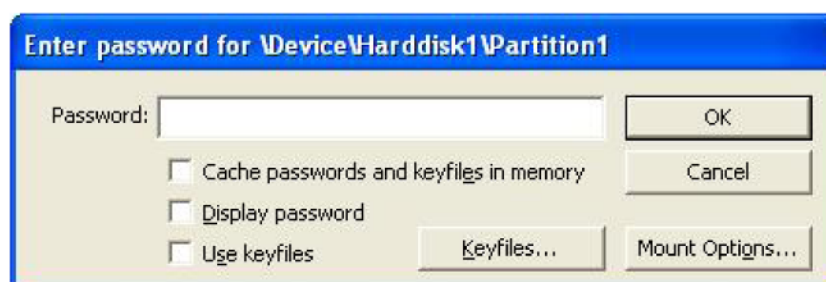 Enter password for \Device\Harddisk1\Partition1
Password:
OK
Cache passwords and keyfiles in memory
Cancel
Display password
Use keyfiles
Keyfiles...
Mount Options...